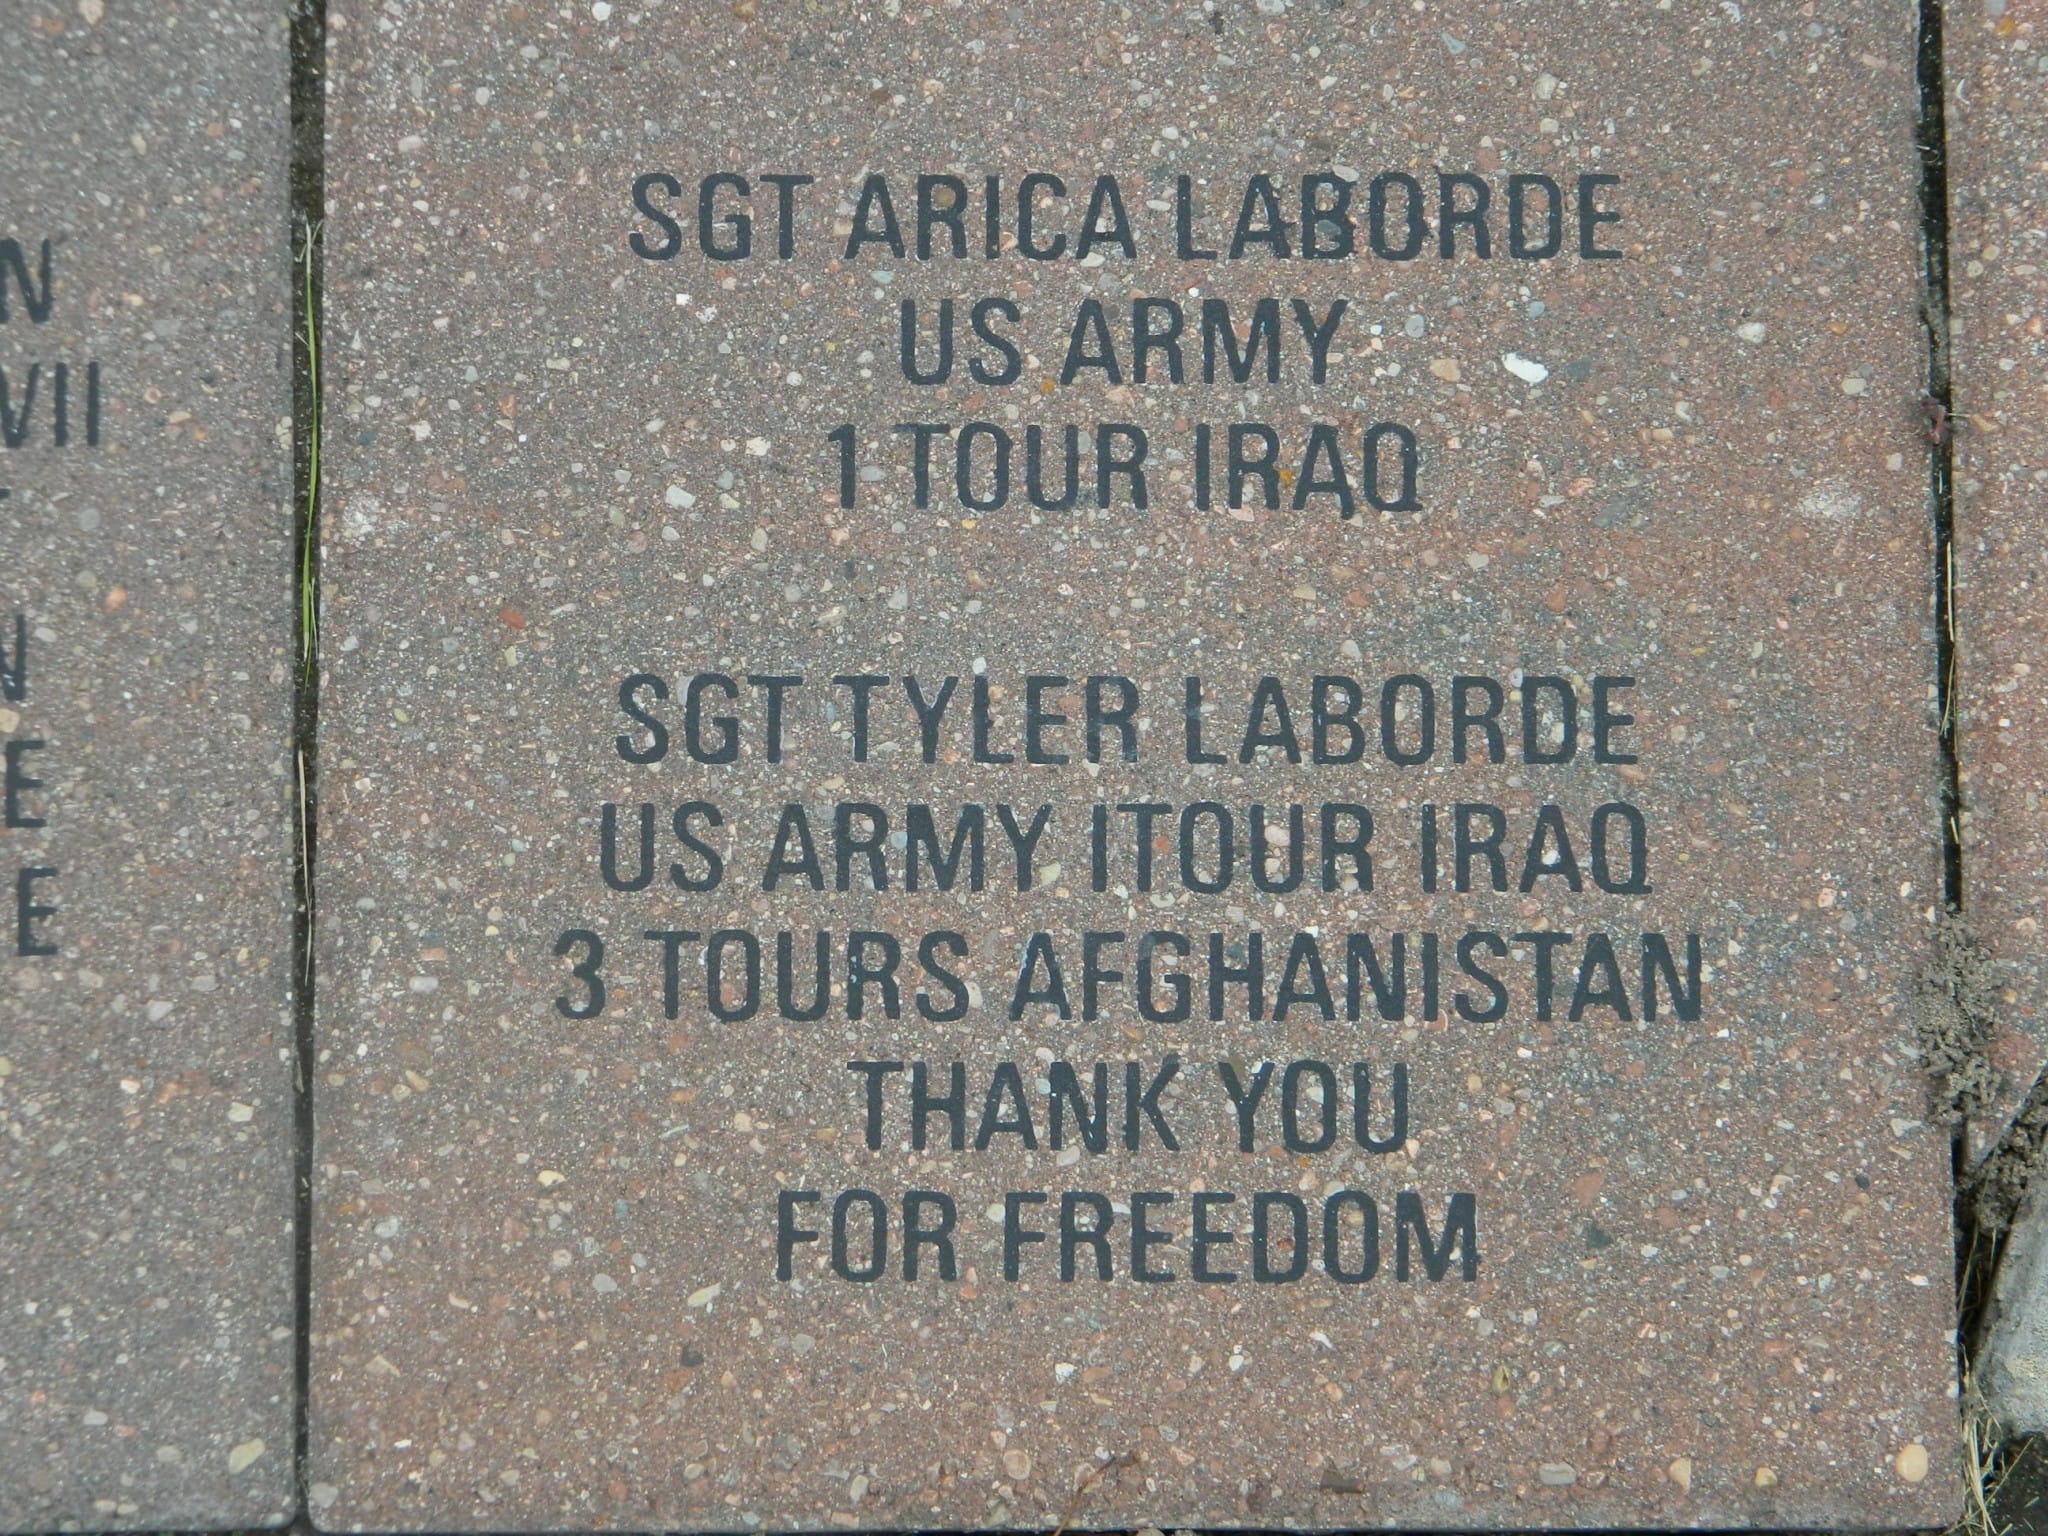 SGT ARICA LABORDE
US ARMY
1 TOUR IRAQ
SGT TYLER LABORDE
US ARMY ITOUR IRAQ
3 TOURS AFGHANISTAN
THANK YOU
FOR FREEDOM